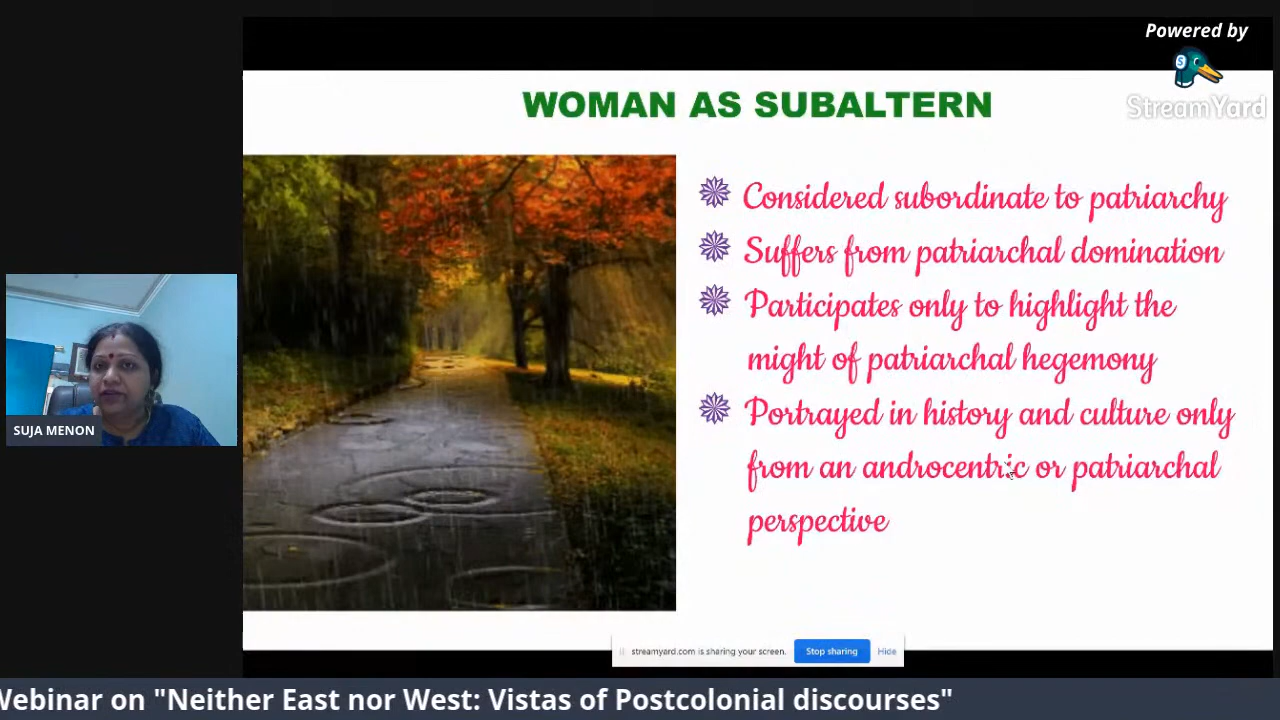 Powered by
StreamYard
WOMAN AS SUBALTERN
Considered subordinate to patriarchy
Suffers from patriarchal domination
Participates only to highlight the
might of patriarchal hegemony
Portrayed in history and culture only
from an androcentric or patriarchal
perspective
SUJA MENON
streamyard.com is sharing your screen. Stop sharing Hide
Webinar on "Neither East nor West: Vistas of Postcolonial discourses"